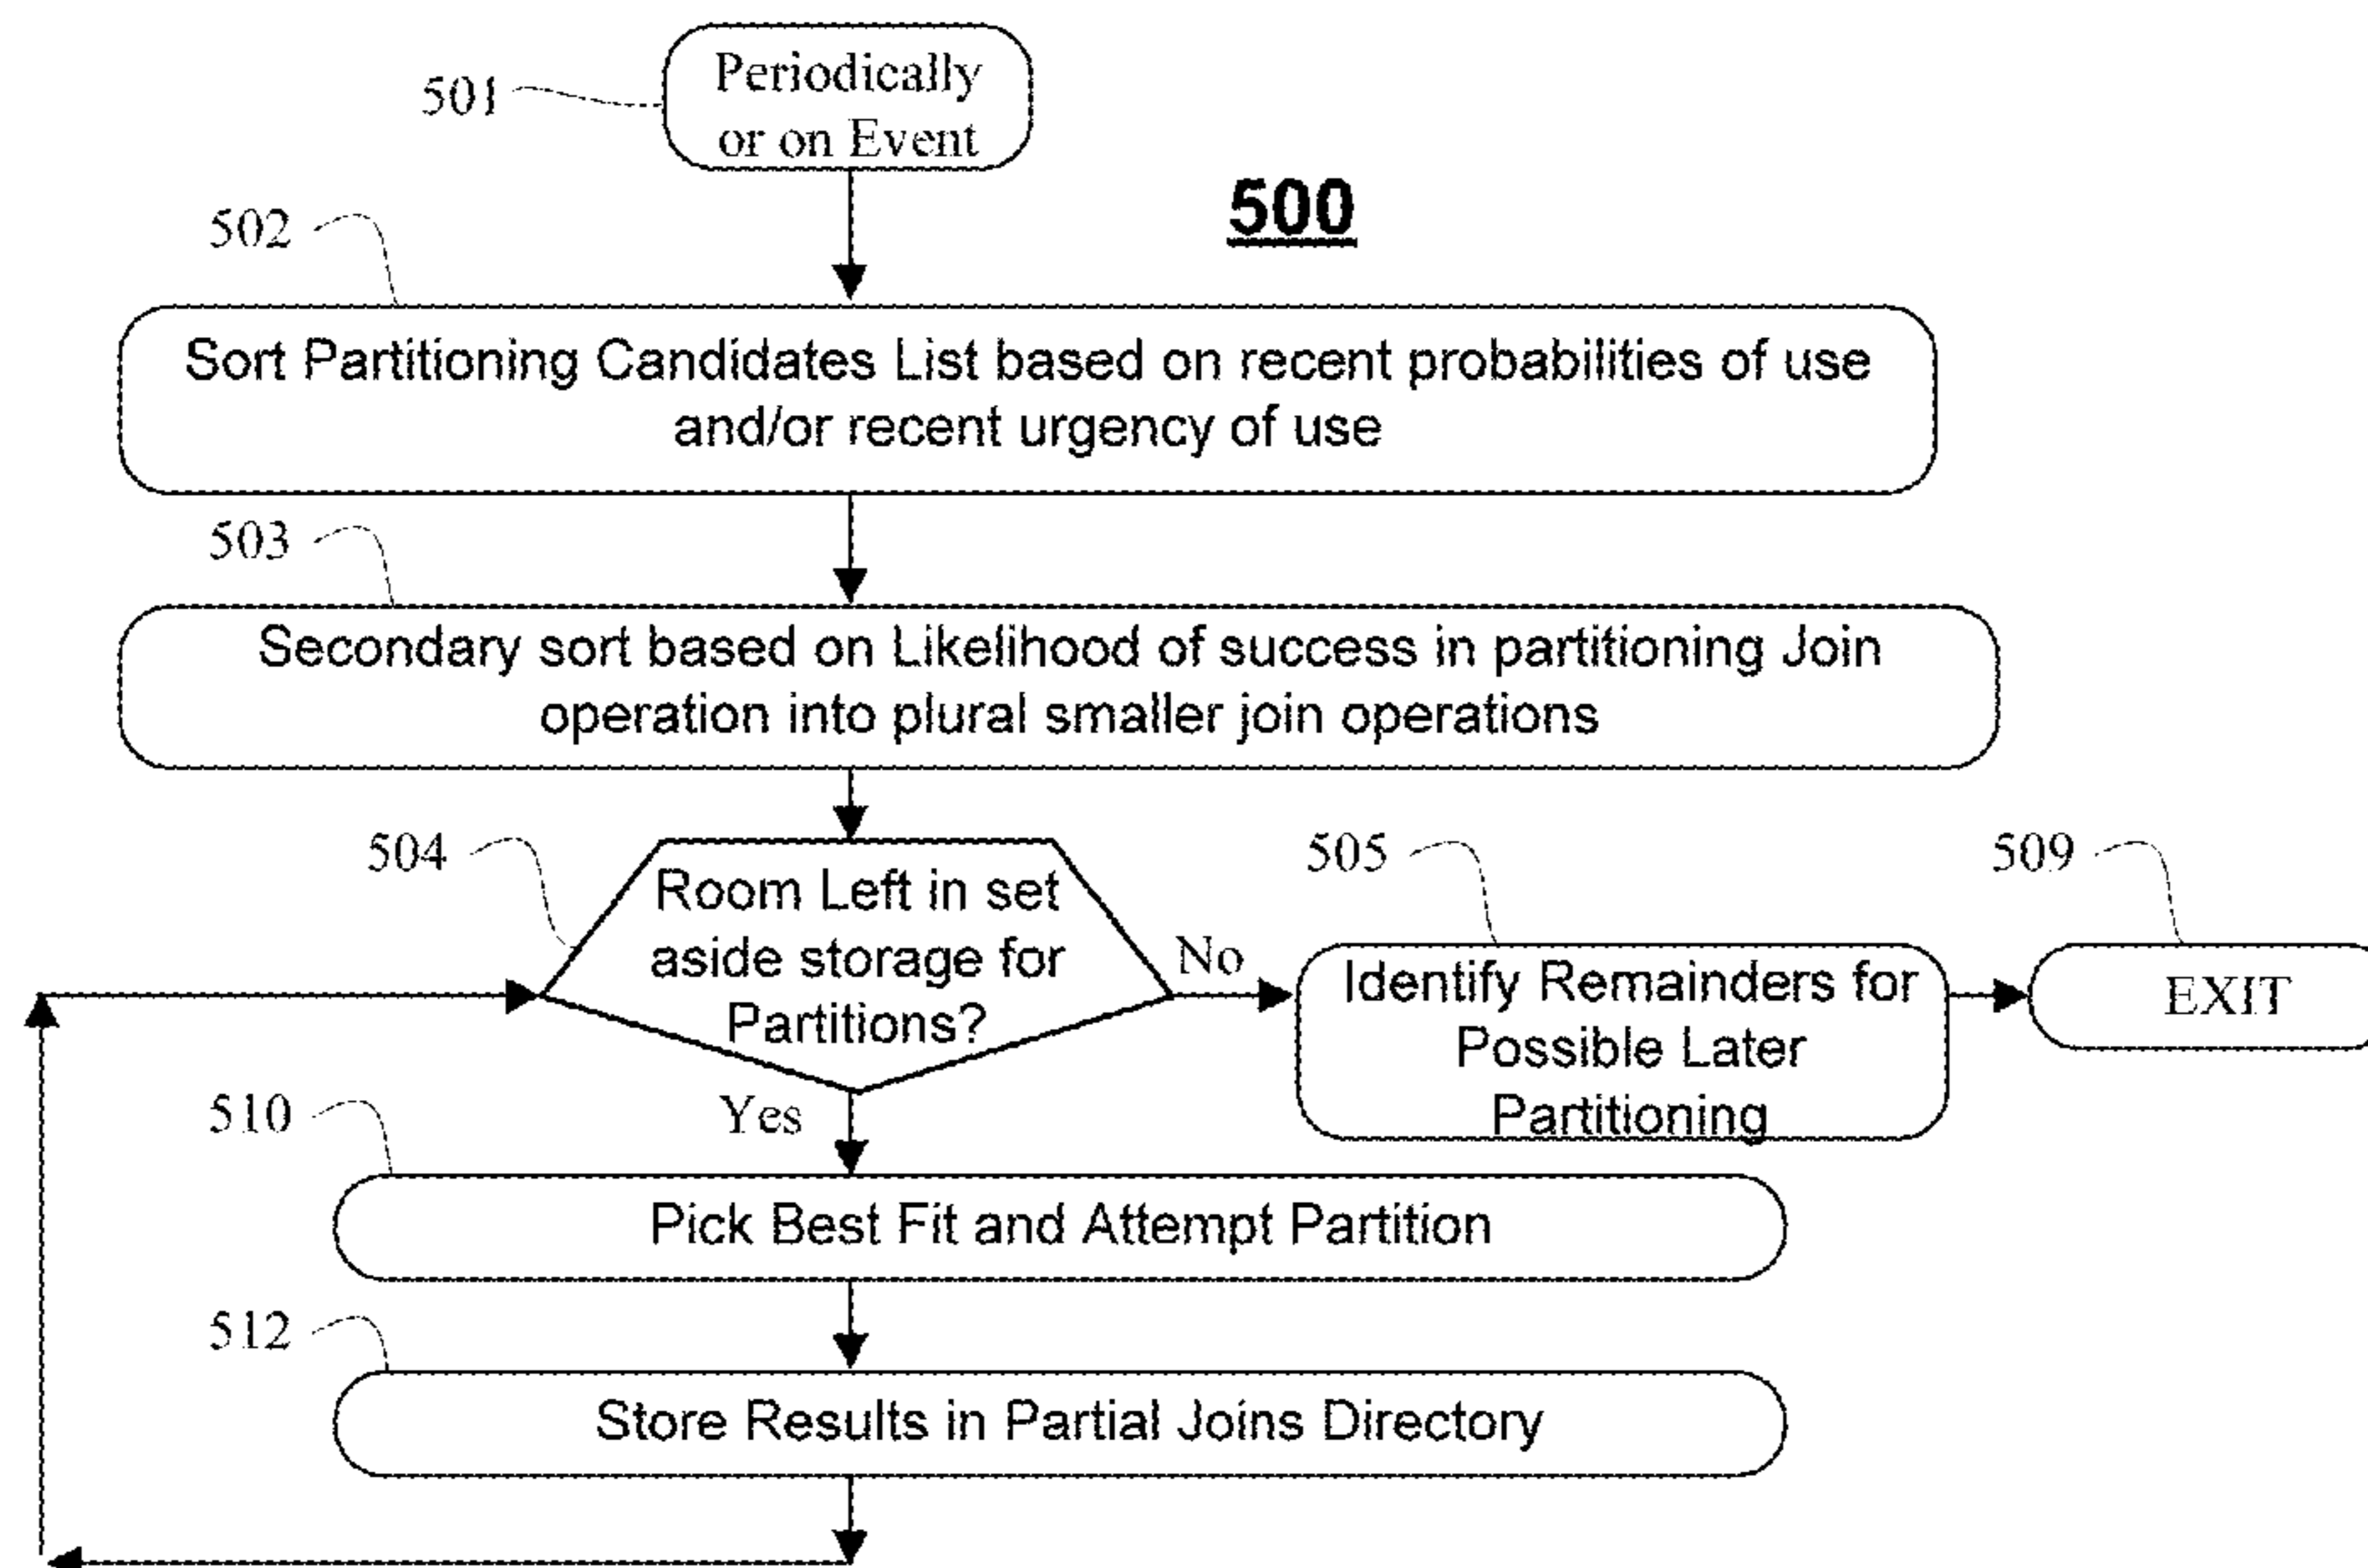 501
Periodically
or on Event
500
502
Sort Partitioning Candidates List based on recent probabilities of use
and/or recent urgency of use
503
Secondary sort based on Likelihood of success in partitioning Join
operation into plural smaller join operations
504
Room Left in set
aside storage for
Partitions?
No
505
Identify Remainders for
Possible Later
Partitioning
509
EXIT
Yes
510
Pick Best Fit and Attempt Partition
512
Store Results in Partial Joins Directory